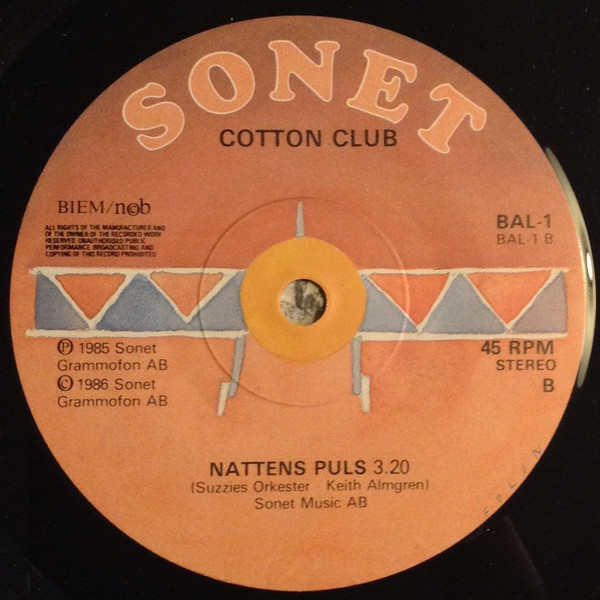 SONET
COTTON CLUB
BIEM/n©b
ALL RIGHTS OF THE MANUFACTURER AND
OF THE OWNER OF THE RECORDED WORK
RESERVED. UNAUTHORISED PUBLIC
PERFORMANCE, BROADCASTING AND
COPYING OF THIS RECORD PROHIBITED
BAL-1
BAL-1 B
℗ 1985 Sonet
Grammofon AB
© 1986 Sonet
Grammofon AB
45 RPM
STEREO
B
NATTENS PULS 3.20
(Suzzies Orkester Keith Almgren)
Sonet Music AB